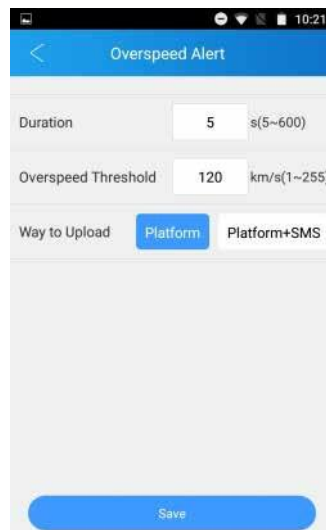 10:21
Overspeed Alert
Duration 5 s(5~600)
Overspeed Threshold 120 km/s(1~255)
Way to Upload Platform Platform+SMS
Save